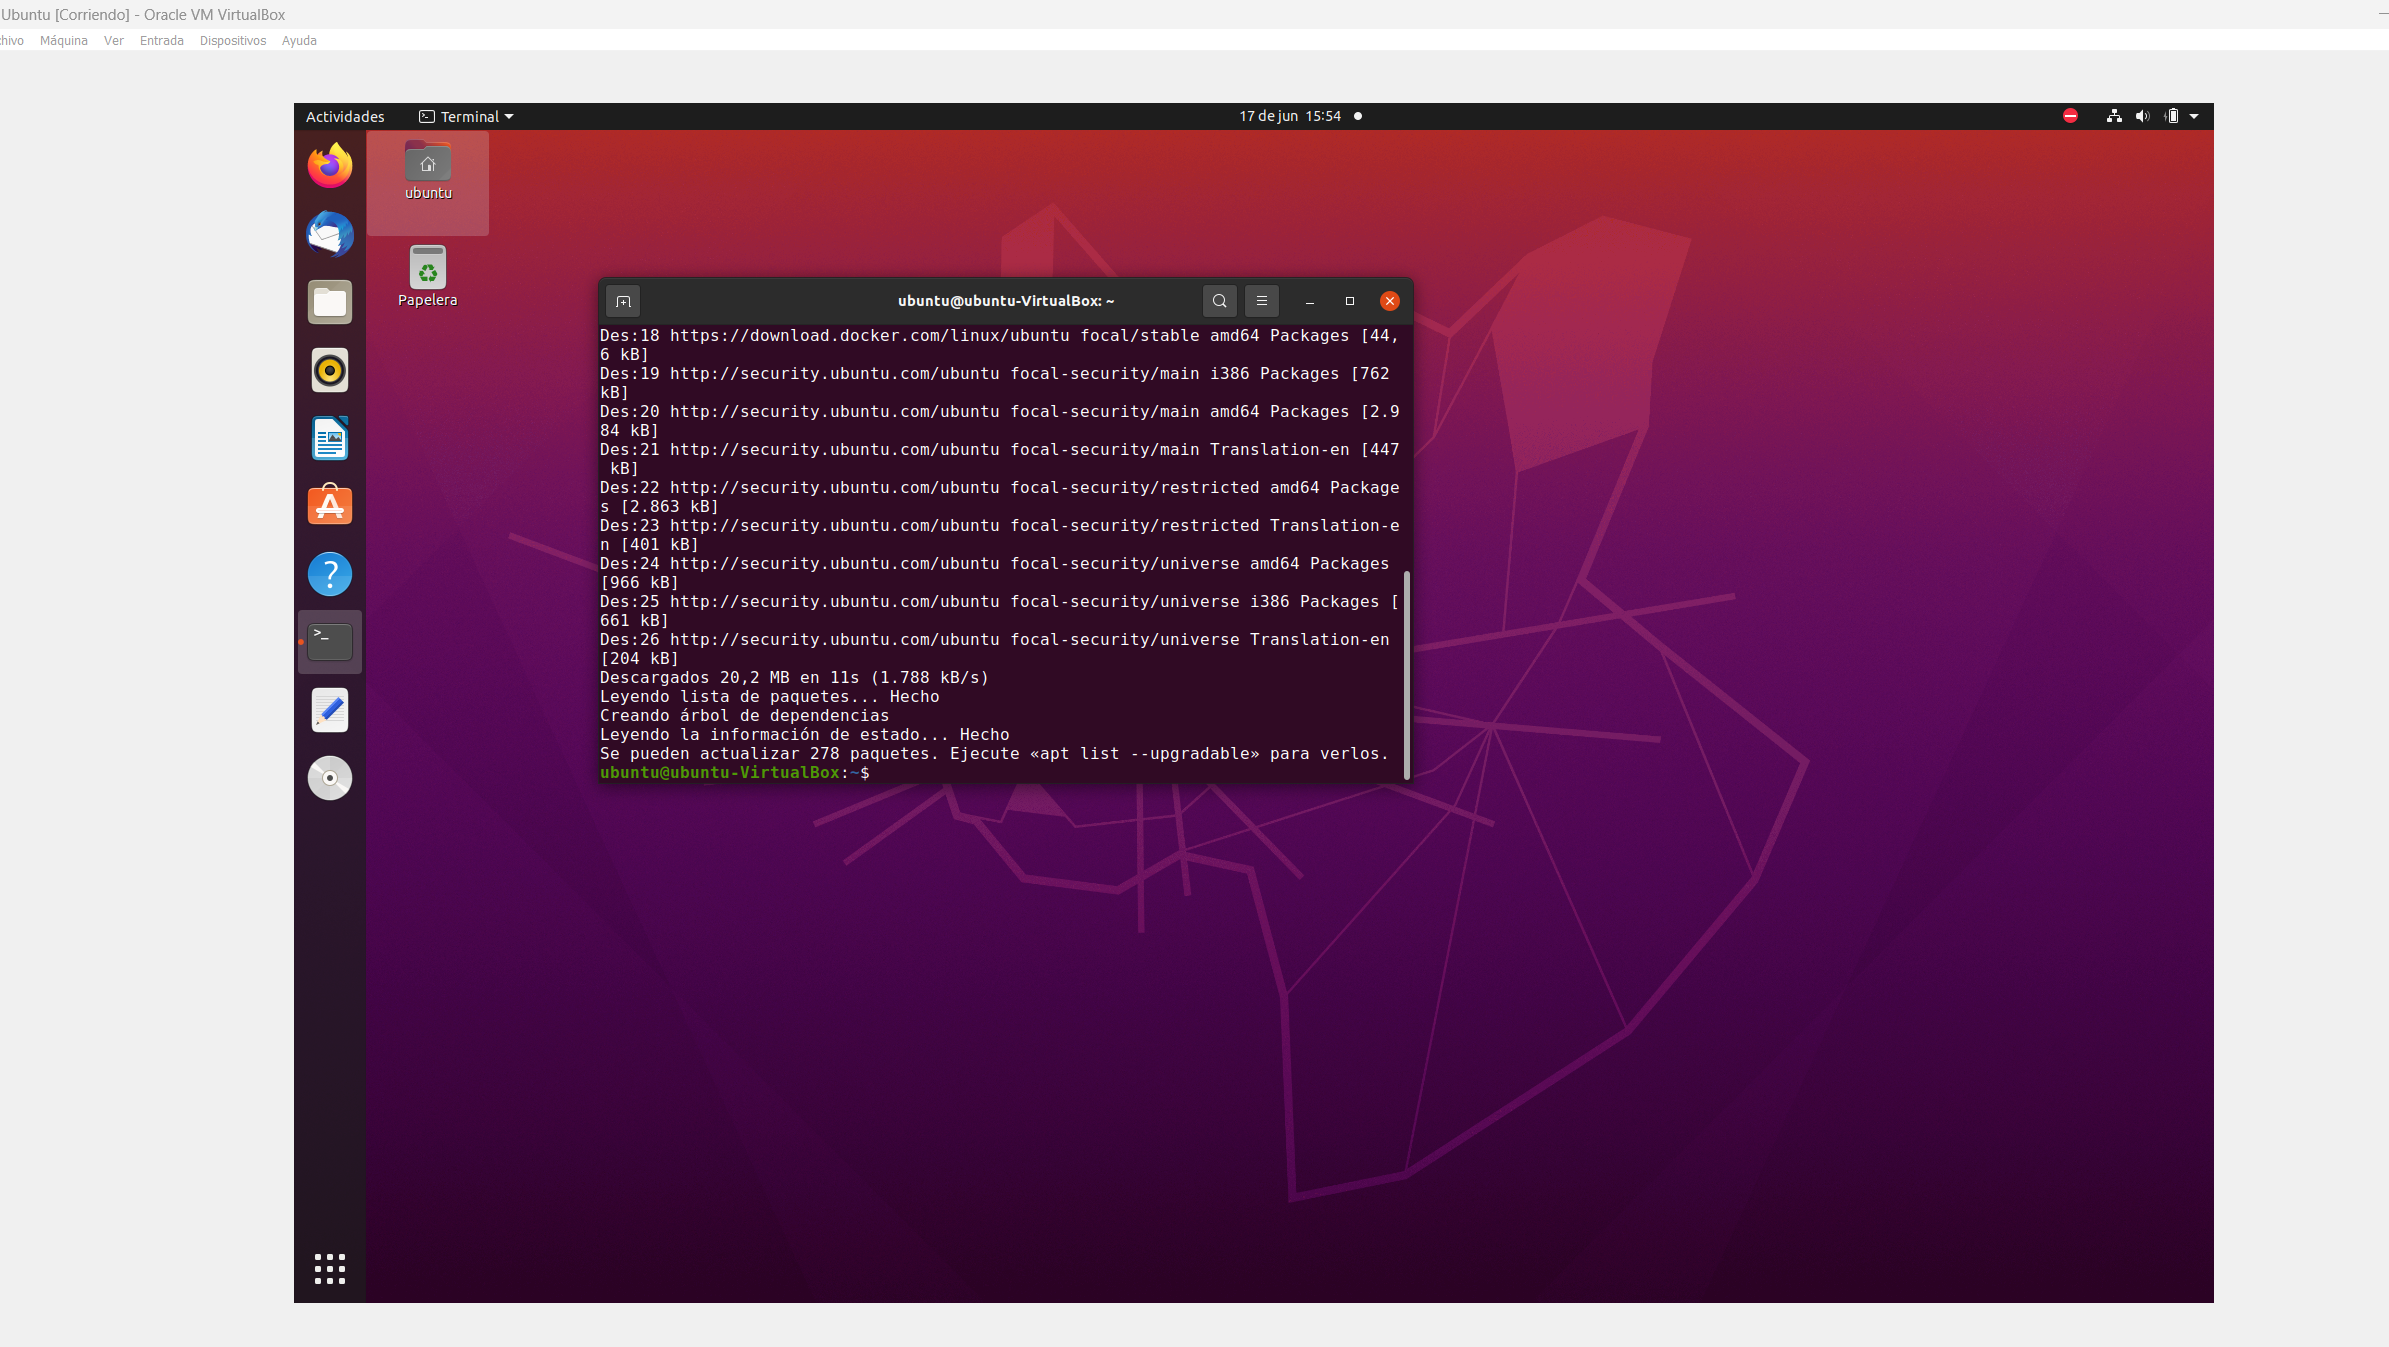 Ubuntu [Corriendo] - Oracle VM VirtualBox
hivo Máquina Ver Entrada Dispositivos Ayuda
Actividades Terminal 17 de jun 15:54
ubuntu
Papelera
ubuntu@ubuntu-VirtualBox: ~
Des:18 https://download.docker.com/linux/ubuntu focal/stable amd64 Packages [44,
6 kB]
Des:19 http://security.ubuntu.com/ubuntu focal-security/main i386 Packages [762
kB]
Des:20 http://security.ubuntu.com/ubuntu focal-security/main amd64 Packages [2.9
84 kB]
Des:21 http://security.ubuntu.com/ubuntu focal-security/main Translation-en [447
kB]
Des:22 http://security.ubuntu.com/ubuntu focal-security/restricted amd64 Package
s [2.863 kB]
Des:23 http://security.ubuntu.com/ubuntu focal-security/restricted Translation-e
n [401 kB]
Des:24 http://security.ubuntu.com/ubuntu focal-security/universe amd64 Packages
[966 kB]
Des:25 http://security.ubuntu.com/ubuntu focal-security/universe i386 Packages [
661 kB]
Des:26 http://security.ubuntu.com/ubuntu focal-security/universe Translation-en
[204 kB]
Descargados 20,2 MB en 11s (1.788 kB/s)
Leyendo lista de paquetes... Hecho
Creando árbol de dependencias
Leyendo la información de estado... Hecho
Se pueden actualizar 278 paquetes. Ejecute «apt list --upgradable» para verlos.
ubuntu@ubuntu-VirtualBox:~$